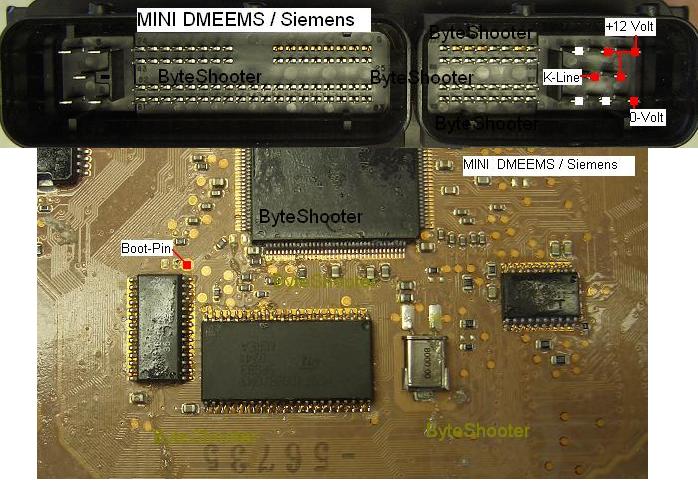 MINI DMEEMS / Siemens
ByteShooter
+12 Volt
ByteShooter
ByteShooter
K-Line
ByteShooter
0-Volt
MINI DMEEMS / Siemens
ByteShooter
Boot-Pin
ByteShooter
ByteShooter
ByteShooter
-56735